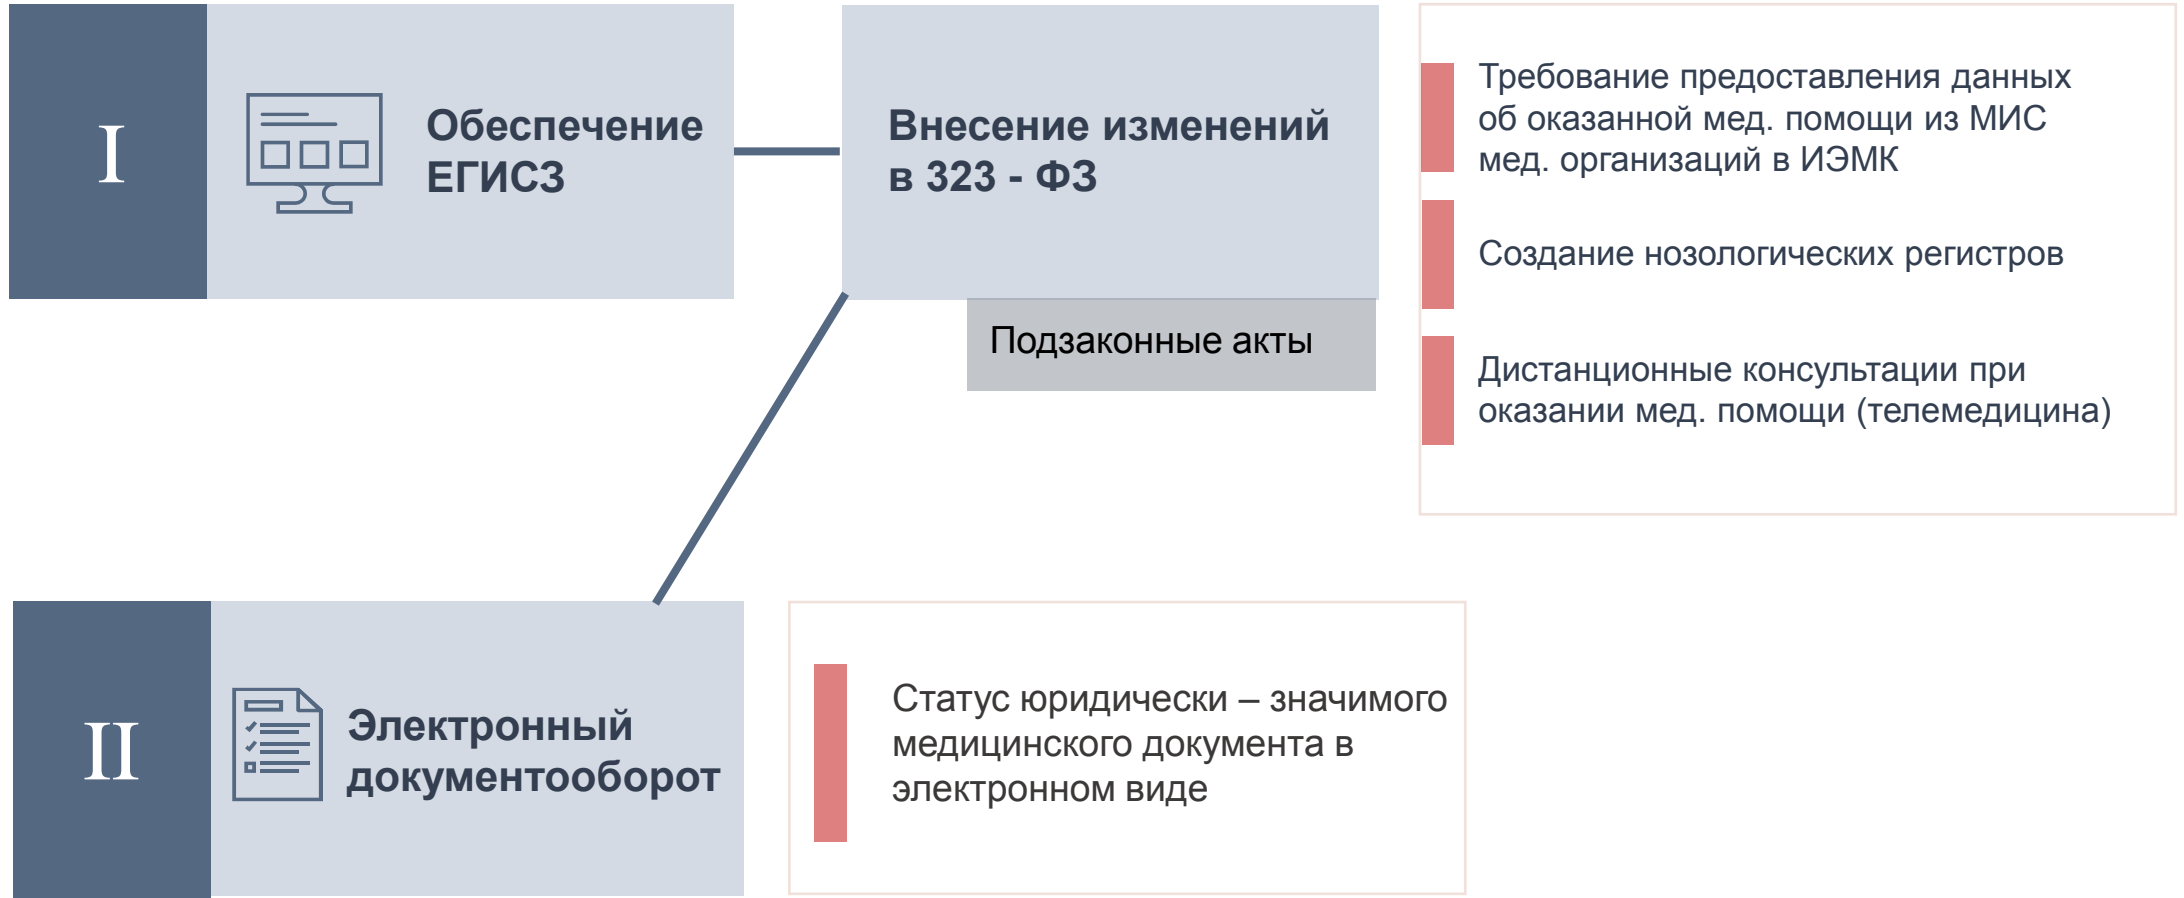 I
Обеспечение
ЕГИСЗ
Внесение изменений
в 323 - ФЗ
Подзаконные акты
Требование предоставления данных
об оказанной мед. помощи из МИС
мед. организаций в ИЭМК
Создание нозологических регистров
Дистанционные консультации при
оказании мед. помощи (телемедицина)
II
Электронный
документооборот
Статус юридически – значимого
медицинского документа в
электронном виде